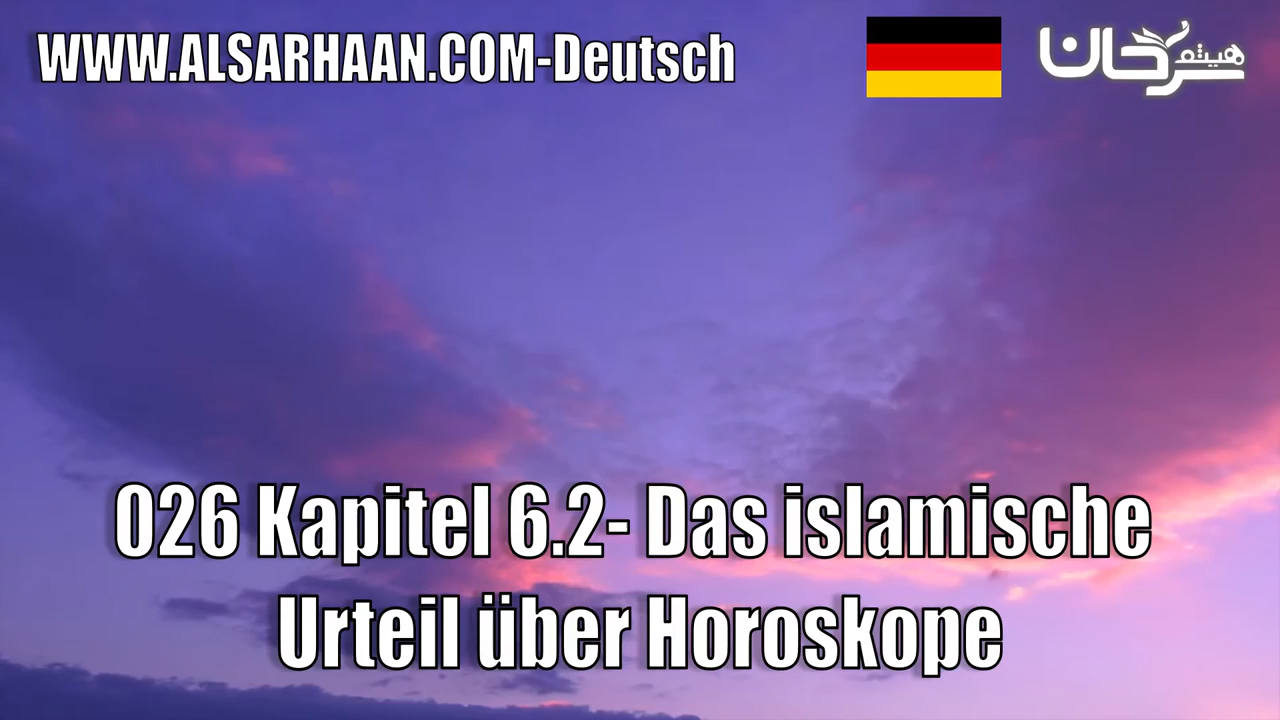 WWW.ALSARHAAN.COM-Deutsch
هيثم سرحان
026 Kapitel 6.2- Das islamische
Urteil über Horoskope